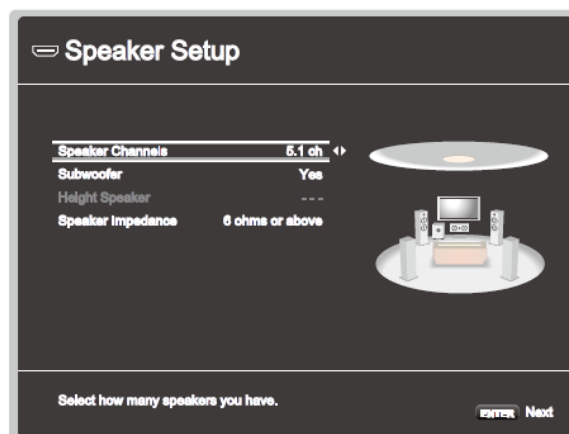 Speaker Setup
Speaker Channels 5.1 ch
Subwoofer Yes
Height Speaker ---
Speaker Impedance 6 ohms or above
Select how many speakers you have.
ENTER Next